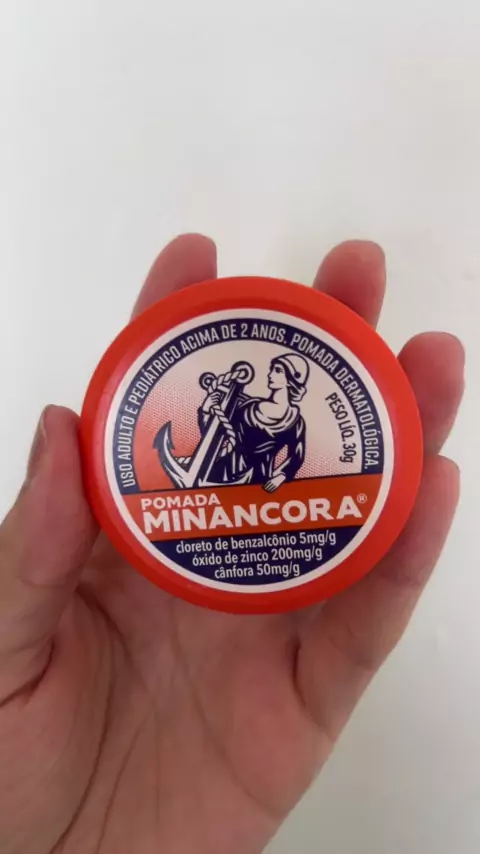 USO ADULTO E PEDIÁTRICO ACIMA DE 2 ANOS. POMADA DERMATOLÓGICA.
PESO LÍQ. 30g
POMADA
MINANCORA®
cloreto de benzalcônio 5mg/g
óxido de zinco 200mg/g
cânfora 50mg/g